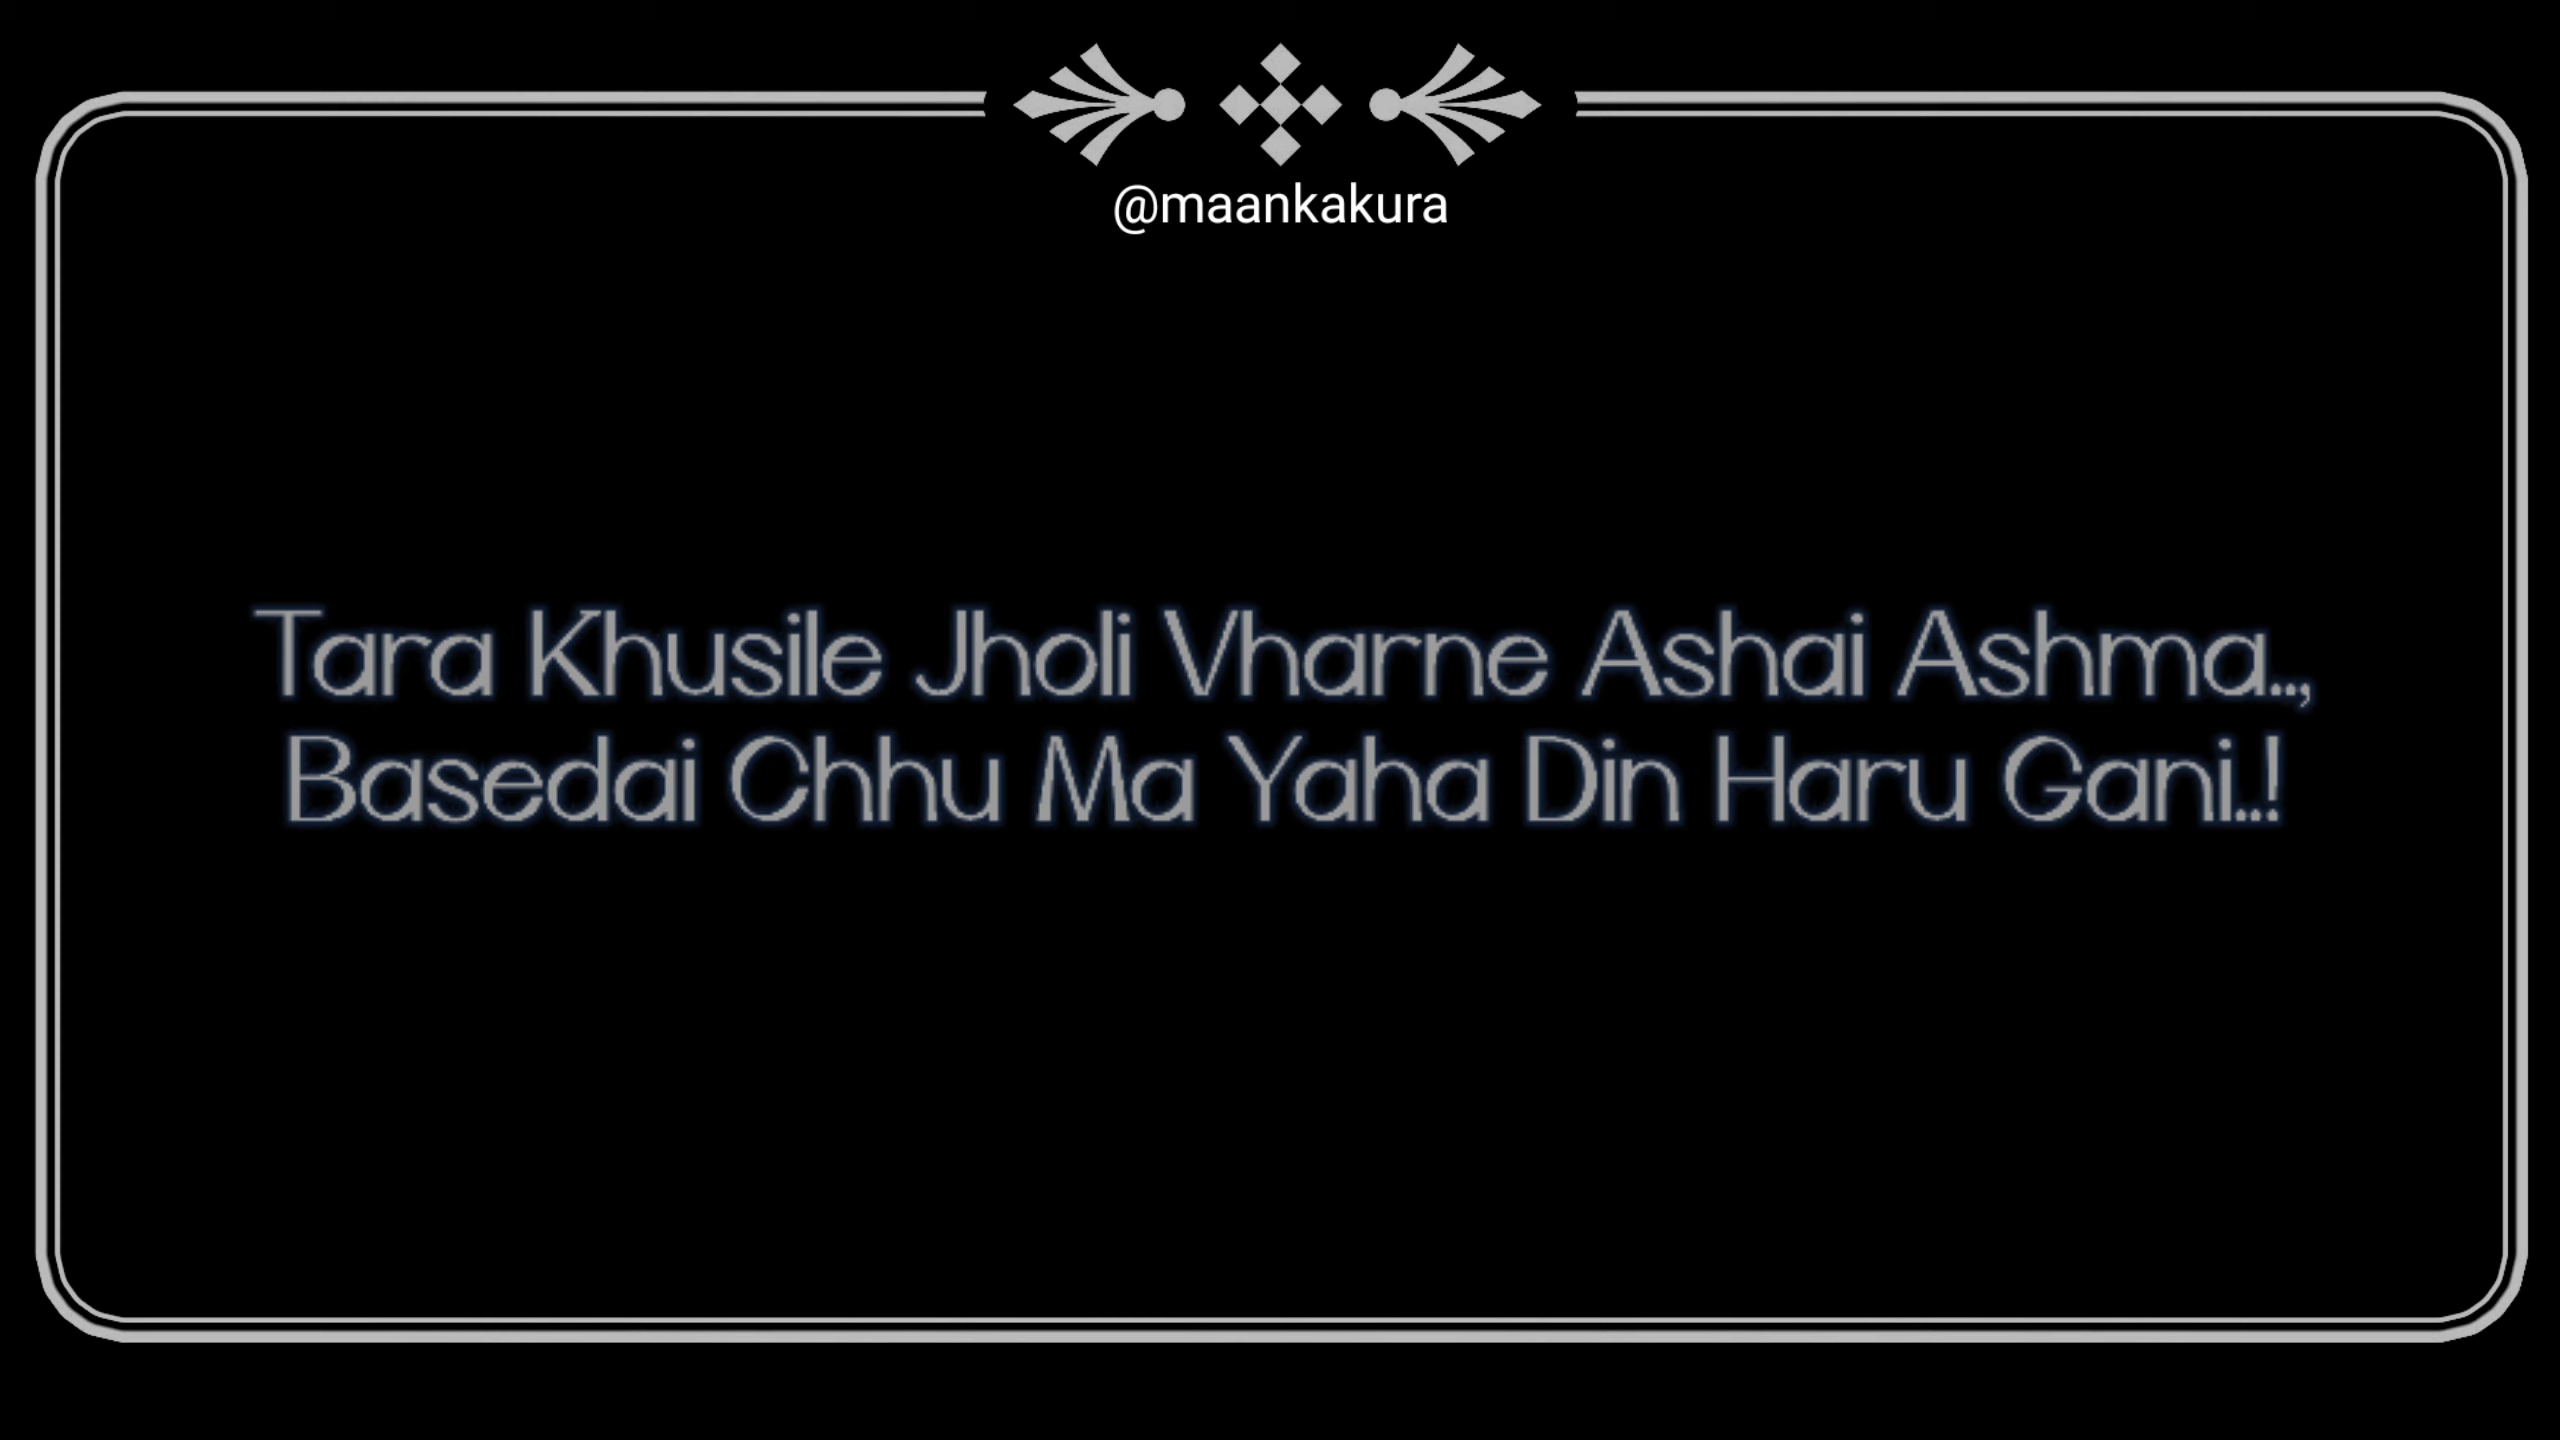 @maankakura
Tara Khusile Jholi Vharne Ashai Ashma..,
Basedai Chhu Ma Yaha Din Haru Gani..!